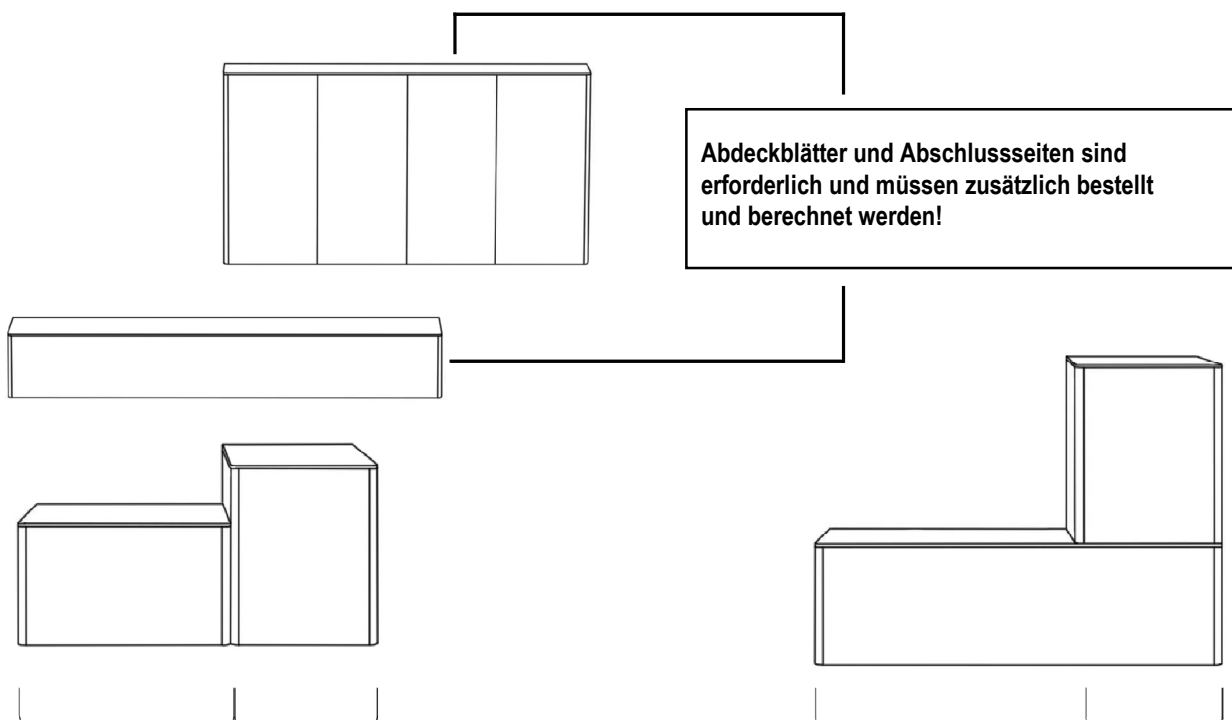 Abdeckblätter und Abschlussseiten sind
erforderlich und müssen zusätzlich bestellt
und berechnet werden!